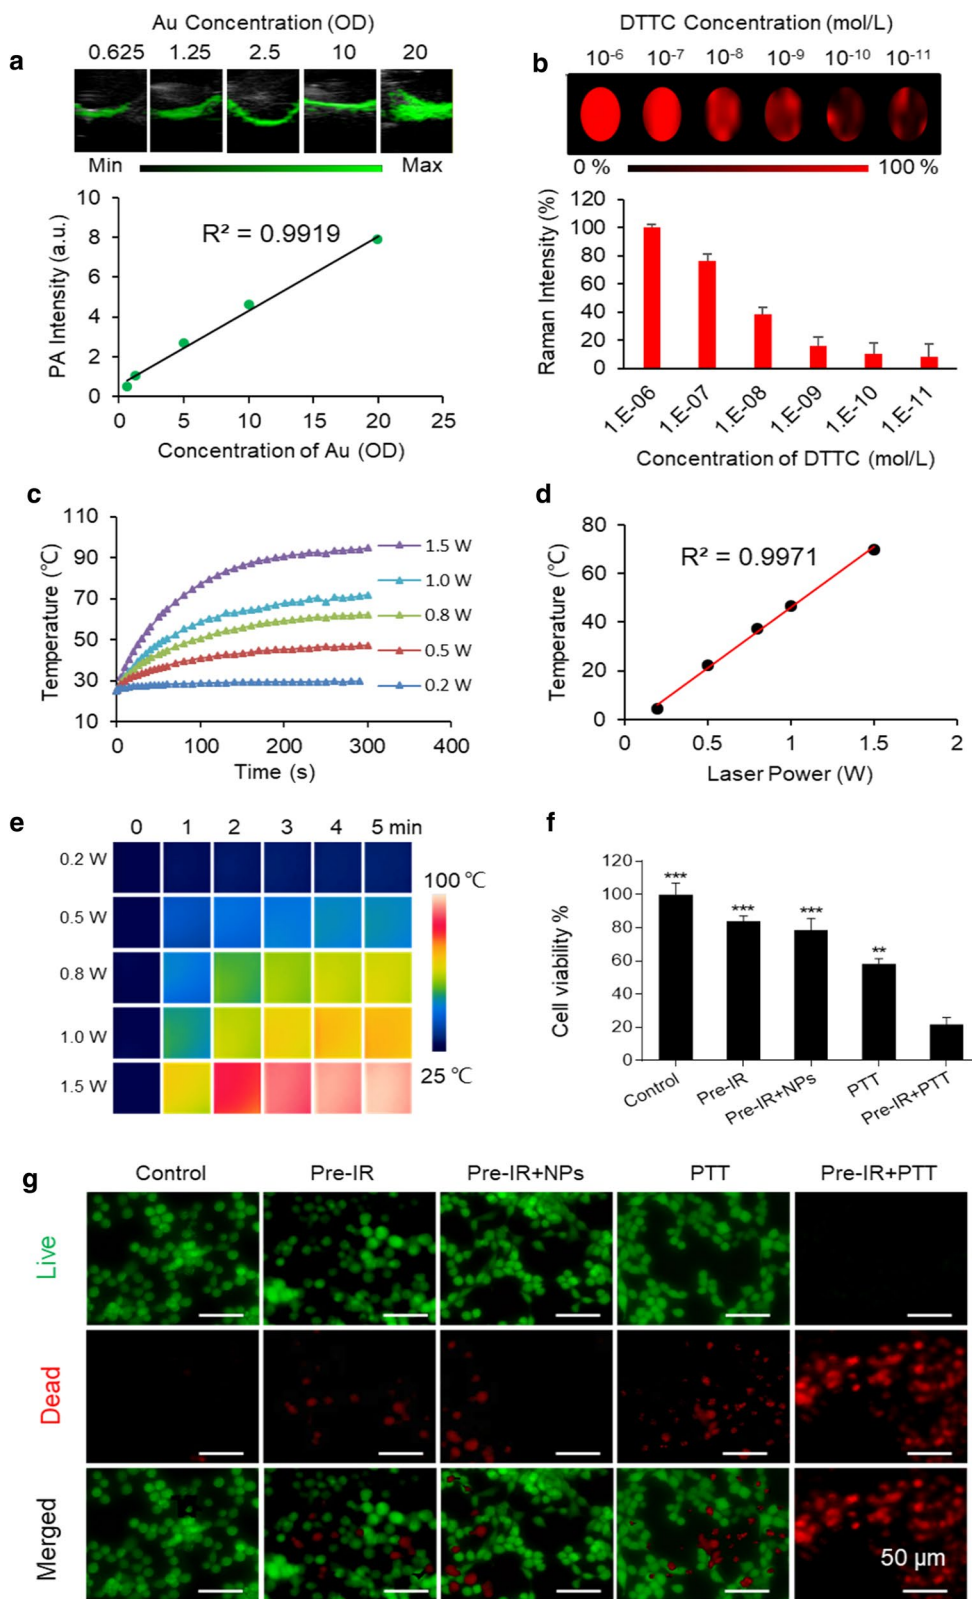 a
Au Concentration (OD)
0.625 1.25 2.5 10 20
Min Max
PA Intensity (a.u.)
10
8
6
4
2
0
R² = 0.9919
0 5 10 15 20 25
Concentration of Au (OD)
b
DTTC Concentration (mol/L)
10-6 10-7 10-8 10-9 10-10 10-11
0 % 100 %
Raman Intensity (%)
120
100
80
60
40
20
0
1.E-06 1.E-07 1.E-08 1.E-09 1.E-10 1.E-11
Concentration of DTTC (mol/L)
c
Temperature (℃)
110
90
70
50
30
10
1.5 W
1.0 W
0.8 W
0.5 W
0.2 W
0 100 200 300 400
Time (s)
d
Temperature (℃)
80
60
40
20
0
R² = 0.9971
0 0.5 1 1.5 2
Laser Power (W)
e
0 1 2 3 4 5 min
0.2 W
0.5 W
0.8 W
1.0 W
1.5 W
100 ℃
25 ℃
f
Cell viability %
120
100
80
60
40
20
0
*** *** *** **
Control Pre-IR Pre-IR+NPs PTT Pre-IR+PTT
g
Control Pre-IR Pre-IR+NPs PTT Pre-IR+PTT
Live
Dead
Merged
50 μm